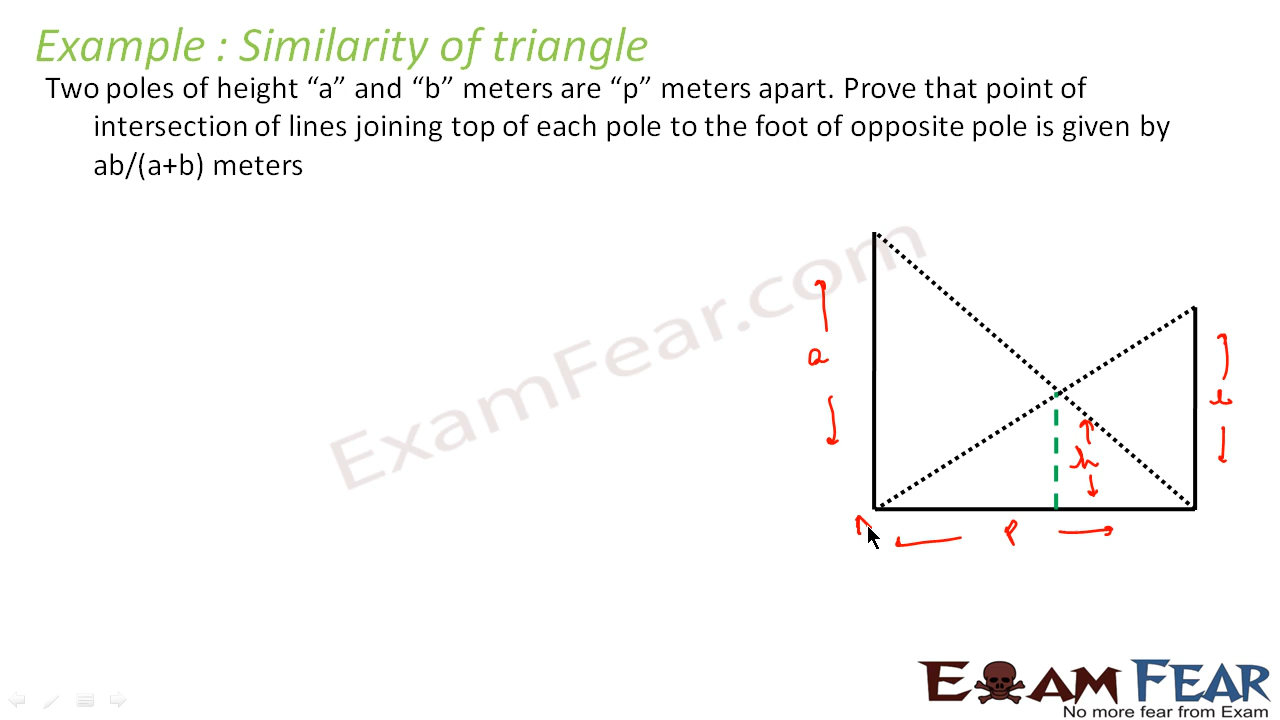 Example : Similarity of triangle
Two poles of height “a” and “b” meters are “p” meters apart. Prove that point of
intersection of lines joining top of each pole to the foot of opposite pole is given by
ab/(a+b) meters
ExamFear.com
a
b
h
p
EXAM FEAR
No more fear from Exam